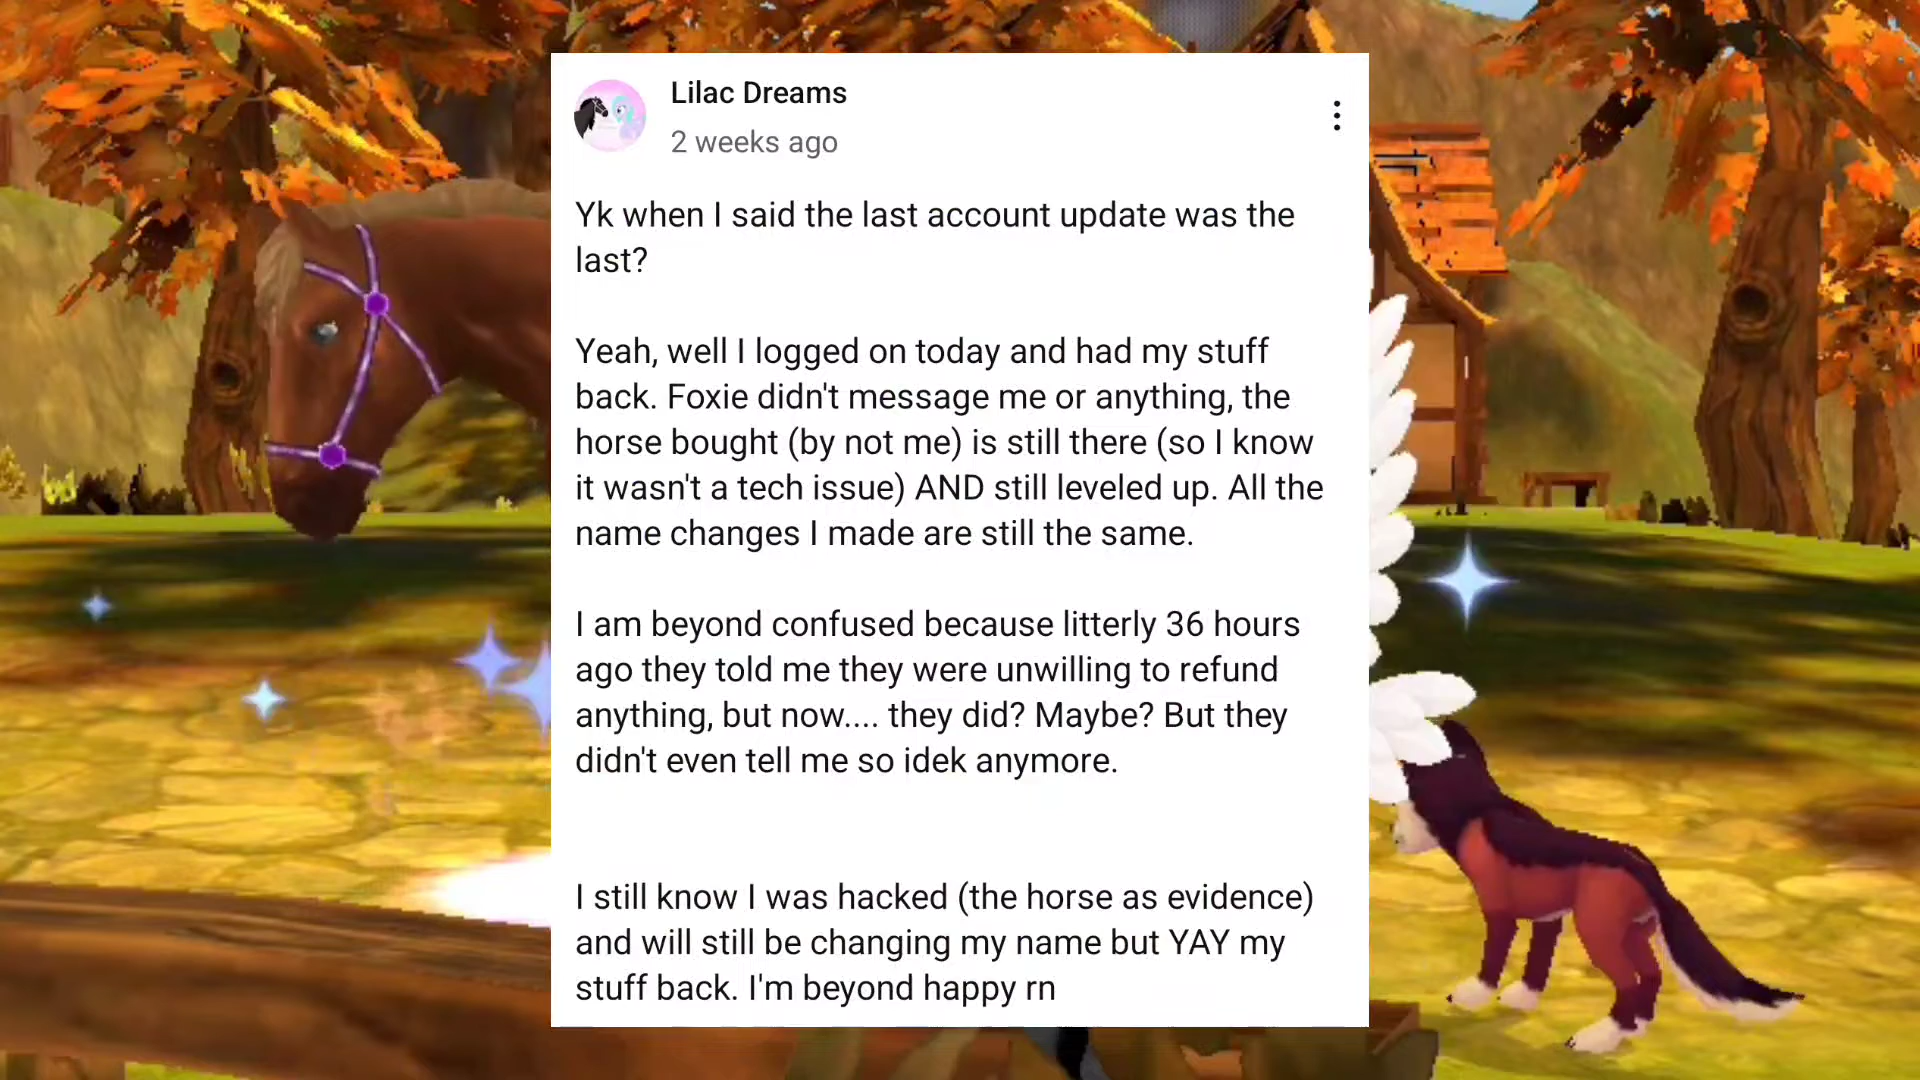 Lilac Dreams
2 weeks ago
Yk when I said the last account update was the
last?
Yeah, well I logged on today and had my stuff
back. Foxie didn't message me or anything, the
horse bought (by not me) is still there (so I know
it wasn't a tech issue) AND still leveled up. All the
name changes I made are still the same.
I am beyond confused because litterly 36 hours
ago they told me they were unwilling to refund
anything, but now.... they did? Maybe? But they
didn't even tell me so idek anymore.
I still know I was hacked (the horse as evidence)
and will still be changing my name but YAY my
stuff back. I'm beyond happy rn